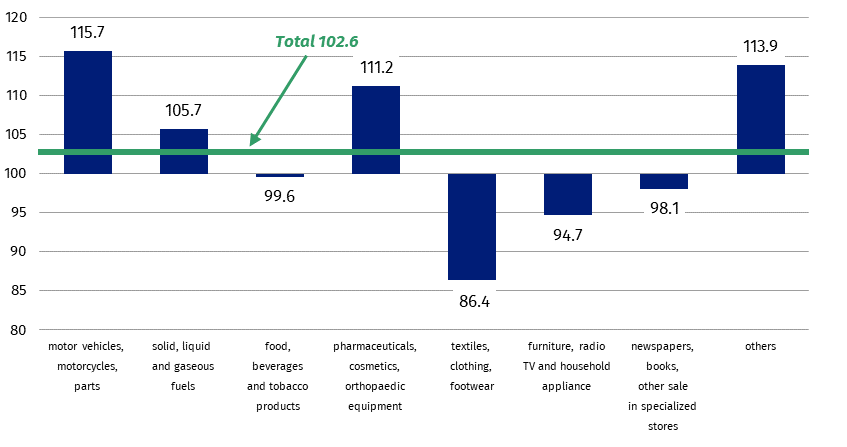 120
115
110
105
100
95
90
85
80
Total 102.6
115.7
105.7
99.6
111.2
86.4
94.7
98.1
113.9
motor vehicles,
motorcycles,
parts
solid, liquid
and gaseous
fuels
food,
beverages
and tobacco
products
pharmaceuticals,
cosmetics,
orthopaedic
equipment
textiles,
clothing,
footwear
furniture, radio
TV and household
appliance
newspapers,
books,
other sale
in specialized
stores
others